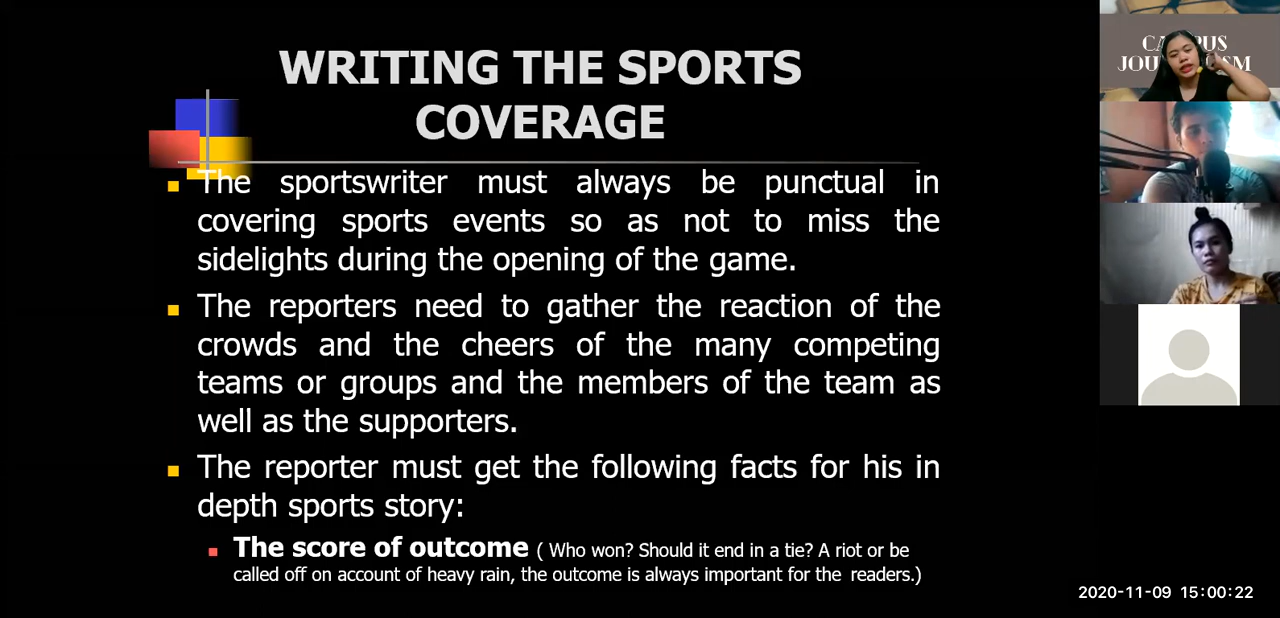 WRITING THE SPORTS
COVERAGE
The sportswriter must always be punctual in
covering sports events so as not to miss the
sidelights during the opening of the game.
The reporters need to gather the reaction of the
crowds and the cheers of the many competing
teams or groups and the members of the team as
well as the supporters.
The reporter must get the following facts for his in
depth sports story:
The score of outcome ( Who won? Should it end in a tie? A riot or be
called off on account of heavy rain, the outcome is always important for the readers.)
2020-11-09 15:00:22